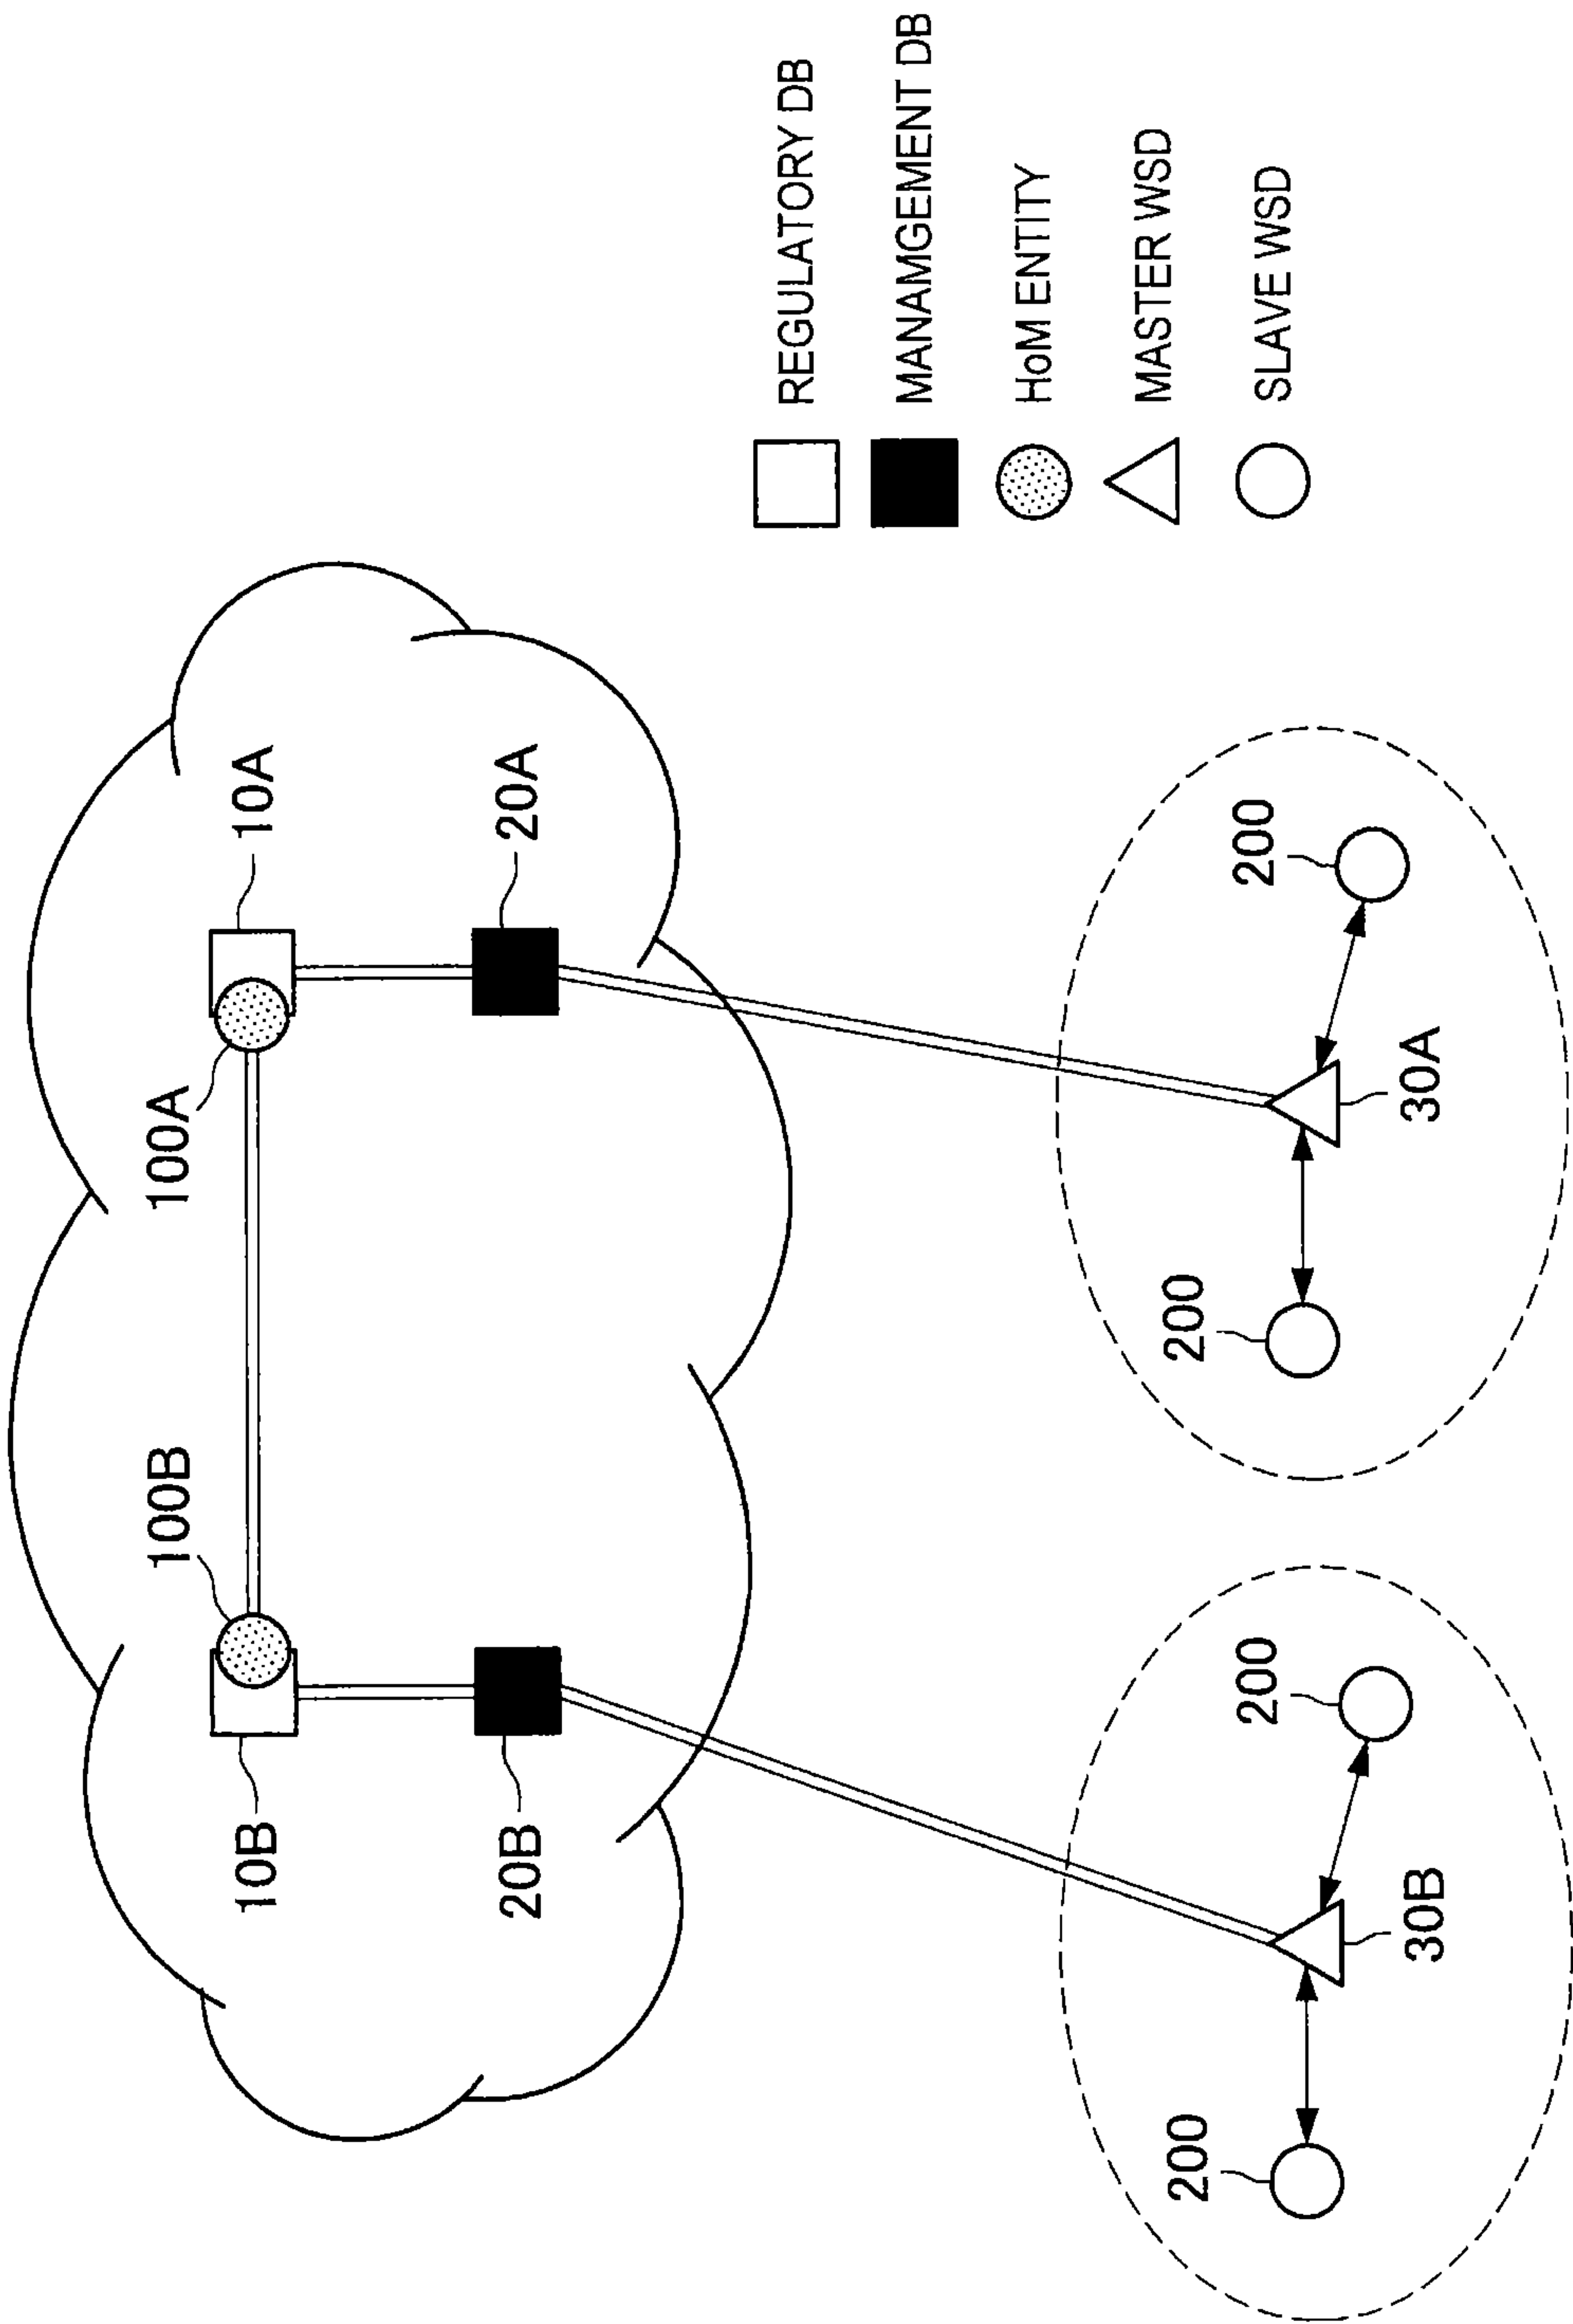 100B
100A
10B
10A
20B
20A
REGULATORY DB
MANAMGEMENT DB
HoM ENTITY
MASTER WSD
SLAVE WSD
200
200
200
200
30B
30A